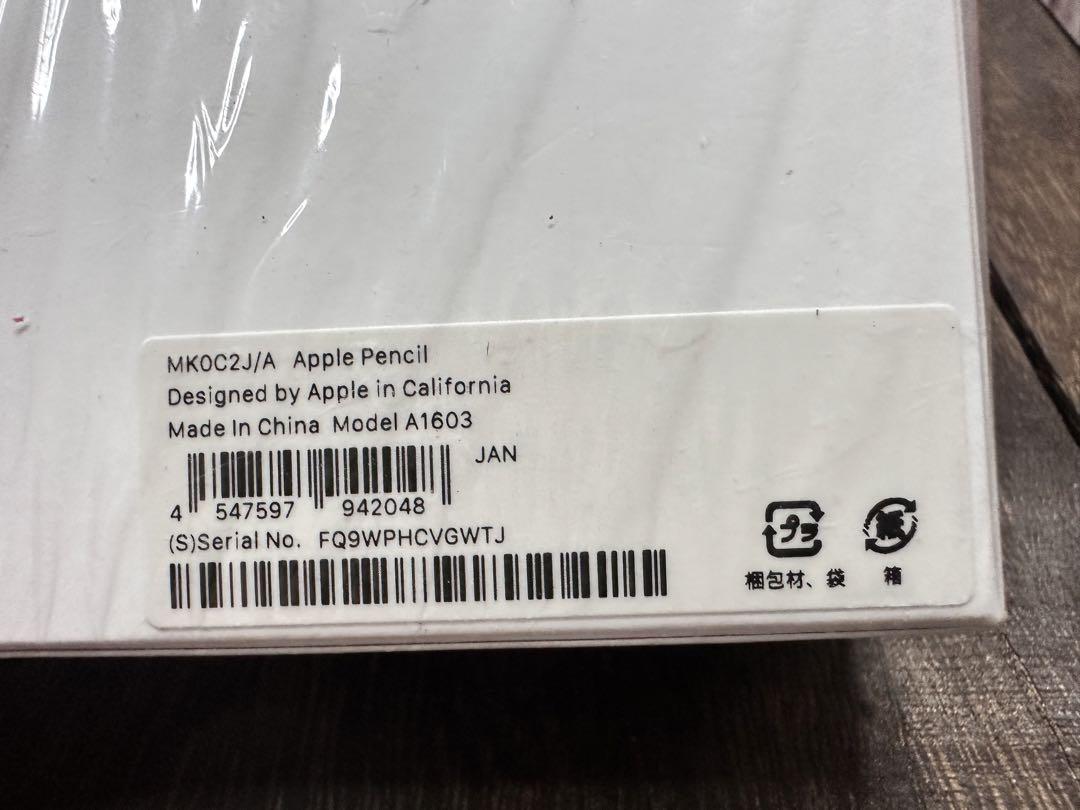 MK0C2J/A Apple Pencil
Designed by Apple in California
Made In China Model A1603
JAN
4 547597 942048
(S)Serial No. FQ9WPHCVGWTJ
プラ 紙
梱包材、袋 箱